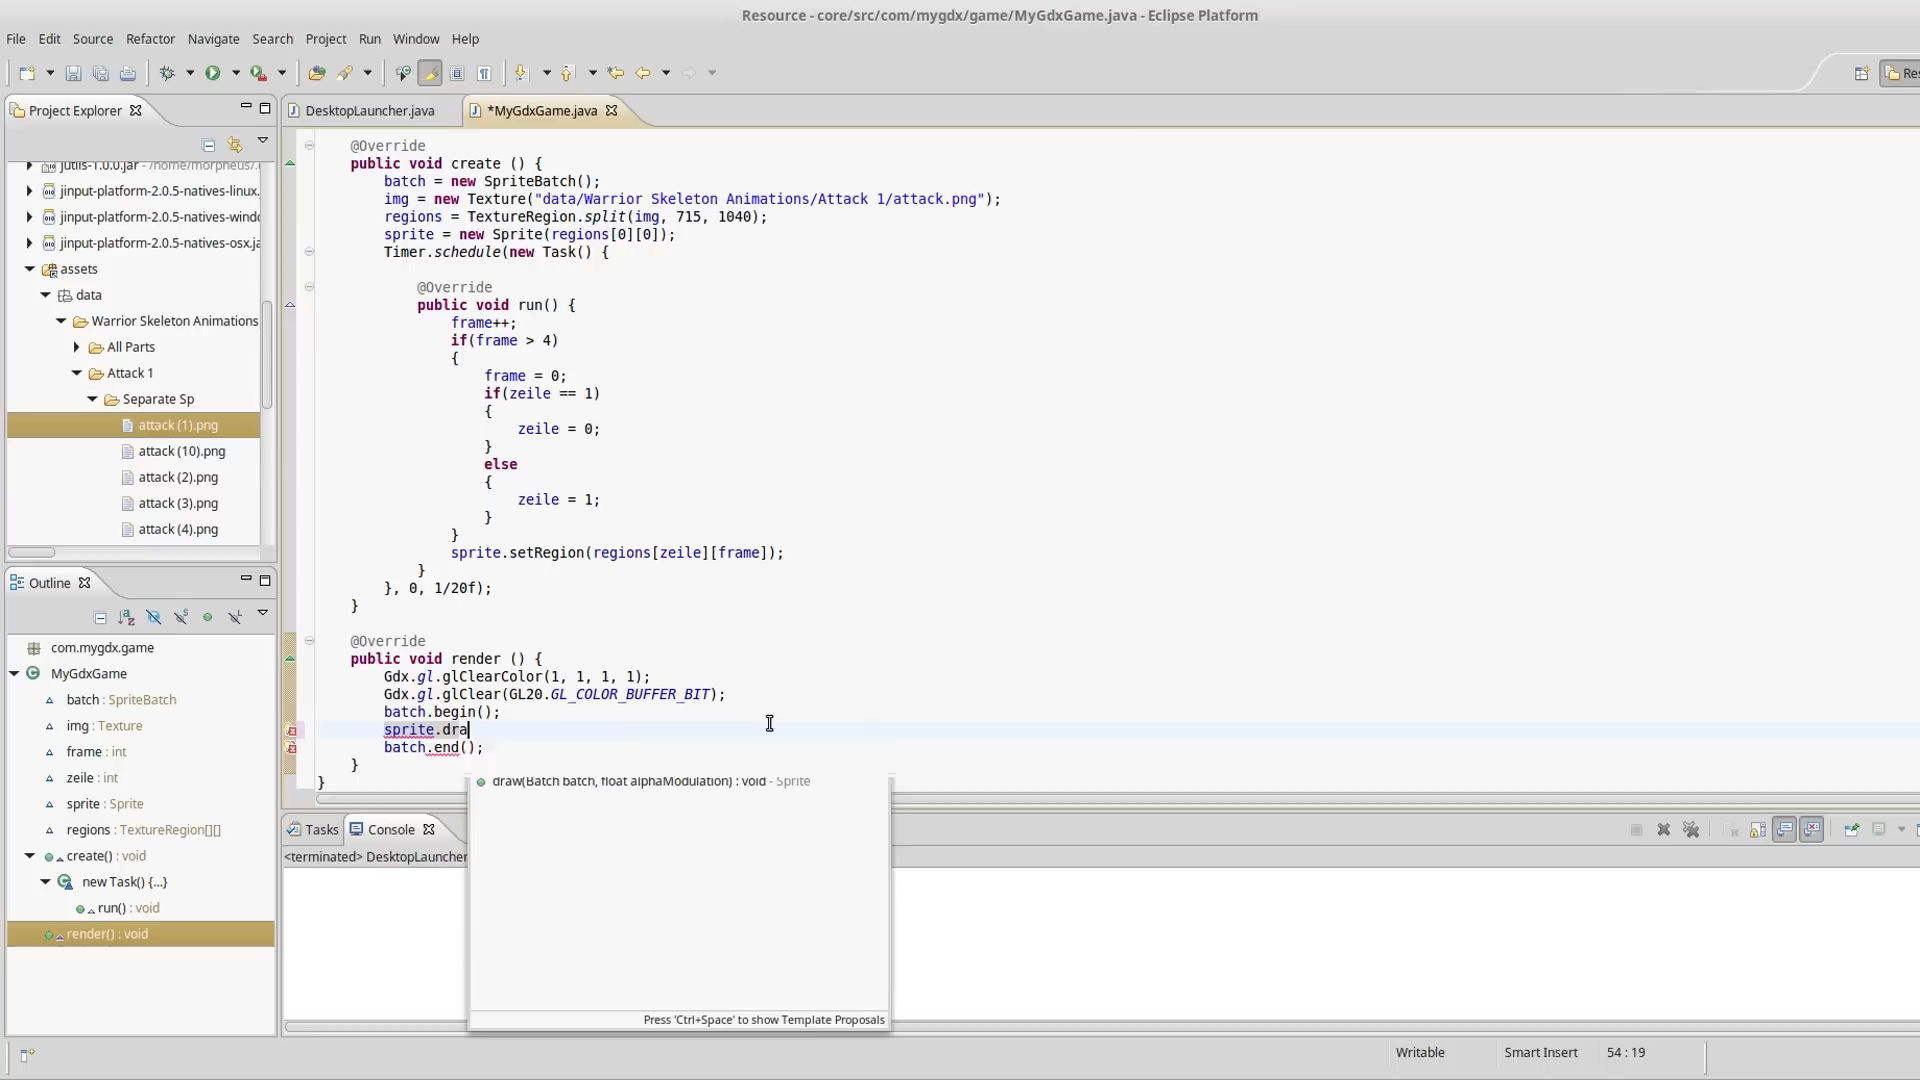 Resource - core/src/com/mygdx/game/MyGdxGame.java - Eclipse Platform
File Edit Source Refactor Navigate Search Project Run Window Help
Res
Project Explorer
DesktopLauncher.java
*MyGdxGame.java
jutils-1.0.0.jar - /home/morpheus/.
jinput-platform-2.0.5-natives-linux.
jinput-platform-2.0.5-natives-windo
jinput-platform-2.0.5-natives-osx.ja
assets
data
Warrior Skeleton Animations
All Parts
Attack 1
Separate Sp
attack (1).png
attack (10).png
attack (2).png
attack (3).png
attack (4).png
@Override
public void create () {
batch = new SpriteBatch();
img = new Texture("data/Warrior Skeleton Animations/Attack 1/attack.png");
regions = TextureRegion.split(img, 715, 1040);
sprite = new Sprite(regions[0][0]);
Timer.schedule(new Task() {
@Override
public void run() {
frame++;
if(frame > 4)
{
frame = 0;
if(zeile == 1)
{
zeile = 0;
}
else
{
zeile = 1;
}
}
sprite.setRegion(regions[zeile][frame]);
}
}, 0, 1/20f);
}
@Override
public void render () {
Gdx.gl.glClearColor(1, 1, 1, 1);
Gdx.gl.glClear(GL20.GL_COLOR_BUFFER_BIT);
batch.begin();
sprite.dra
batch.end();
}
}
draw(Batch batch, float alphaModulation) : void - Sprite
Press 'Ctrl+Space' to show Template Proposals
Outline
com.mygdx.game
MyGdxGame
batch : SpriteBatch
img : Texture
frame : int
zeile : int
sprite : Sprite
regions : TextureRegion[][]
create() : void
new Task() {...}
run() : void
render() : void
Tasks
Console
<terminated> DesktopLauncher
Writable
Smart Insert
54 : 19